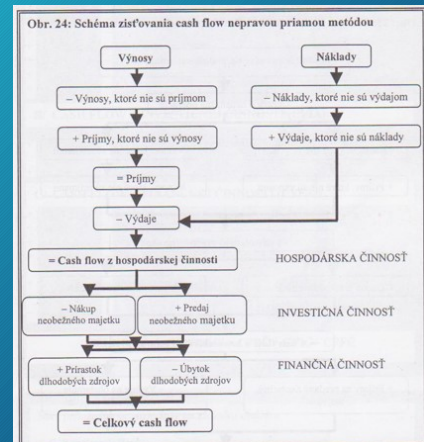 Obr. 24: Schéma zisťovania cash flow nepravou priamou metódou
Výnosy
Náklady
– Výnosy, ktoré nie sú príjmom
– Náklady, ktoré nie sú výdajom
+ Príjmy, ktoré nie sú výnosy
+ Výdaje, ktoré nie sú náklady
= Príjmy
– Výdaje
= Cash flow z hospodárskej činnosti
HOSPODÁRSKA ČINNOSŤ
– Nákup
neobežného majetku
+ Predaj
neobežného majetku
INVESTIČNÁ ČINNOSŤ
+ Prírastok
dlhodobých zdrojov
– Úbytok
dlhodobých zdrojov
FINANČNÁ ČINNOSŤ
= Celkový cash flow